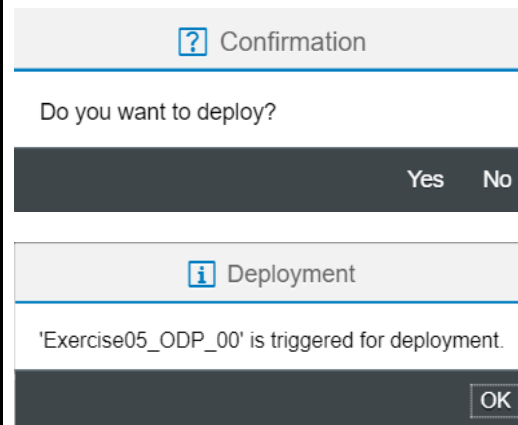 Confirmation
Do you want to deploy?
Yes No
Deployment
'Exercise05_ODP_00' is triggered for deployment.
OK